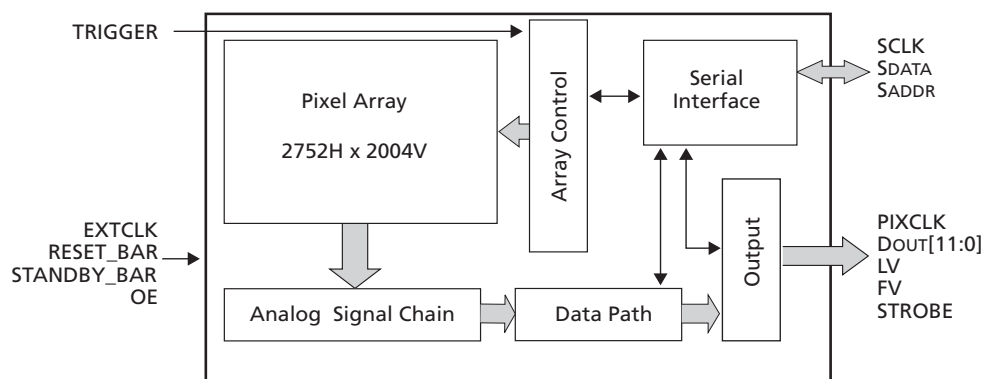 TRIGGER
Pixel Array
2752H x 2004V
Array Control
Serial
Interface
SCLK
SDATA
SADDR
EXTCLK
RESET_BAR
STANDBY_BAR
OE
Analog Signal Chain
Data Path
Output
PIXCLK
DOUT[11:0]
LV
FV
STROBE